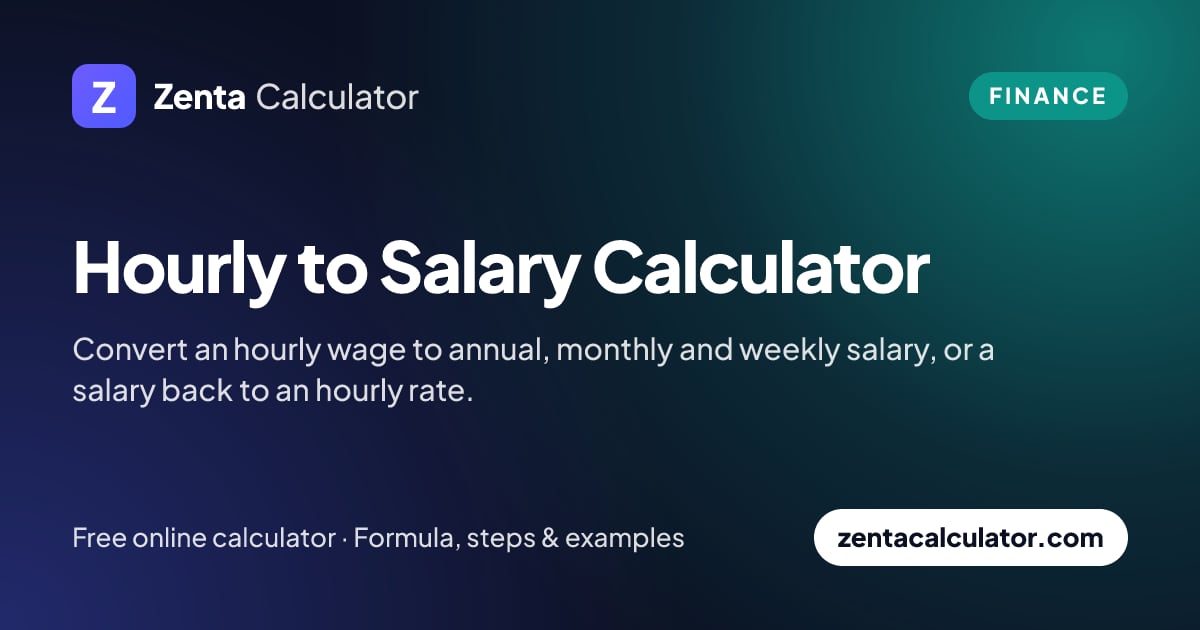 Z Zenta Calculator
FINANCE
Hourly to Salary Calculator
Convert an hourly wage to annual, monthly and weekly salary, or a
salary back to an hourly rate.
Free online calculator · Formula, steps & examples
zentacalculator.com